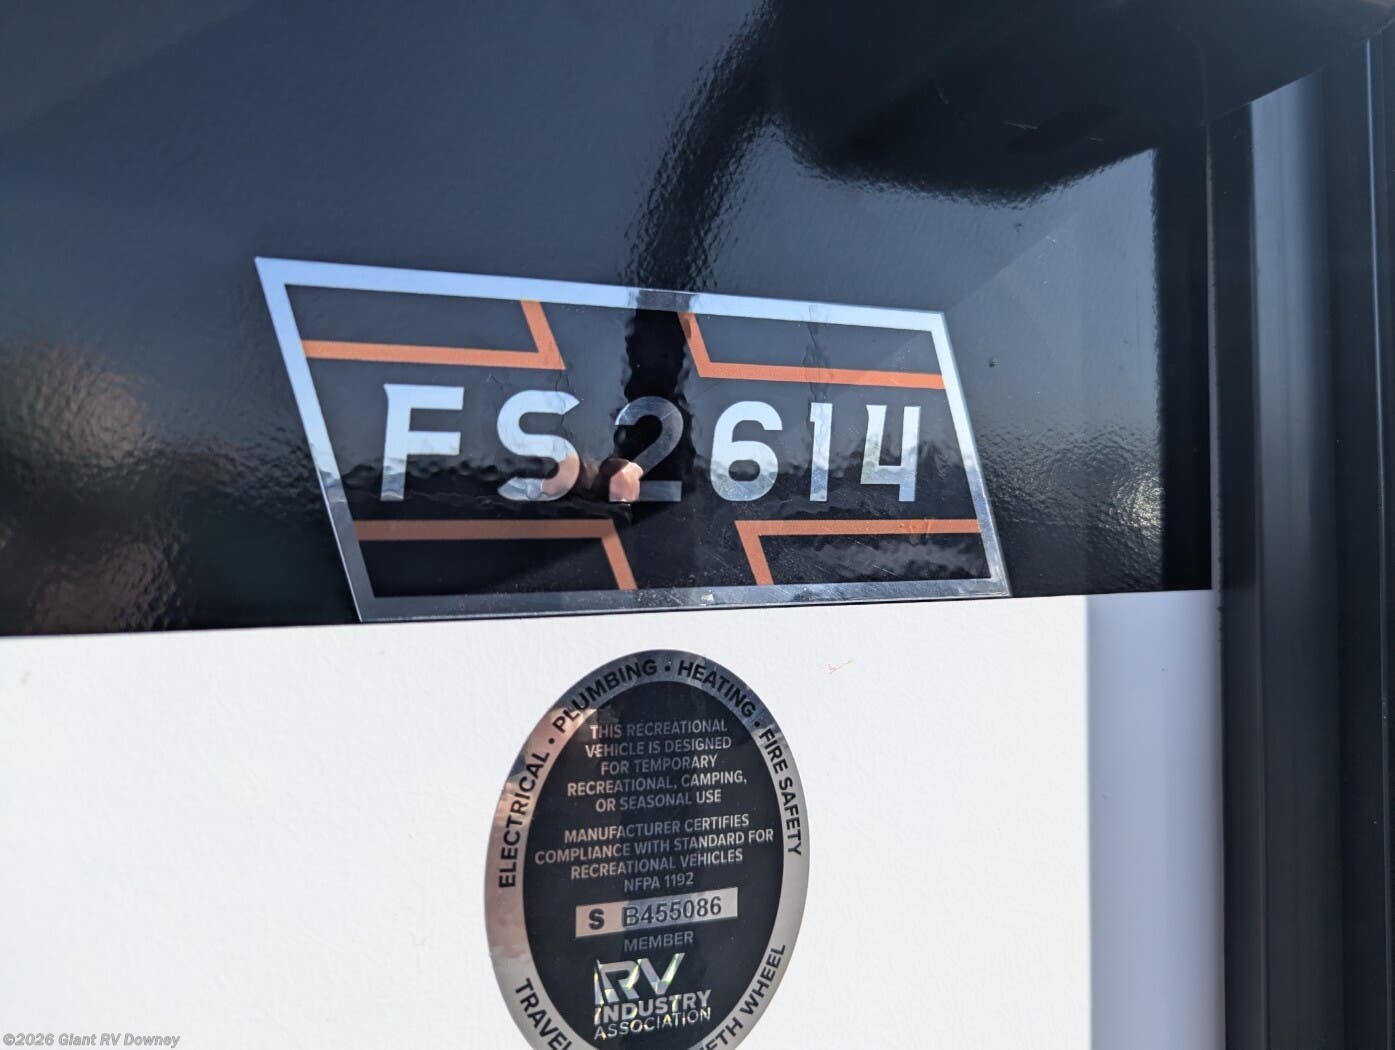 FS2614
ELECTRICAL • PLUMBING • HEATING • FIRE SAFETY
THIS RECREATIONAL
VEHICLE IS DESIGNED
FOR TEMPORARY
RECREATIONAL, CAMPING,
OR SEASONAL USE
MANUFACTURER CERTIFIES
COMPLIANCE WITH STANDARD FOR
RECREATIONAL VEHICLES
NFPA 1192
S B455086
MEMBER
RV
INDUSTRY
ASSOCIATION
WHEEL
©2026 Giant RV Downey